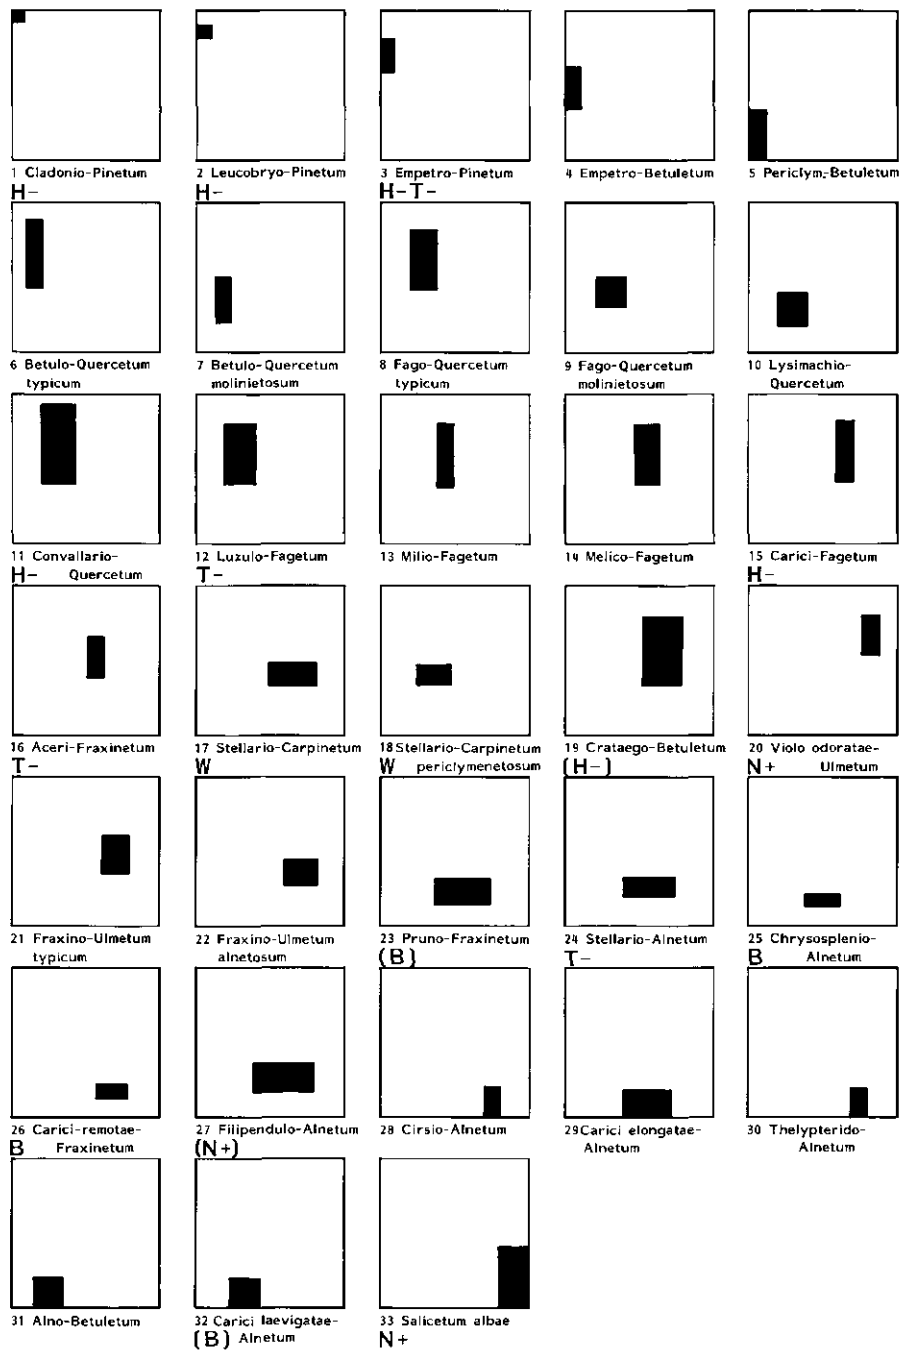 1 Cladonio-Pinetum
H-
2 Leucobryo-Pinetum
H-
3 Empetro-Pinetum
H-T-
4 Empetro-Betuletum
5 Periclym.-Betuletum
6 Betulo-Quercetum
typicum
7 Betulo-Quercetum
molinietosum
8 Fago-Quercetum
typicum
9 Fago-Quercetum
molinietosum
10 Lysimachio-
Quercetum
11 Convallario-
H- Quercetum
12 Luzulo-Fagetum
T-
13 Milio-Fagetum
14 Melico-Fagetum
15 Carici-Fagetum
H-
16 Aceri-Fraxinetum
T-
17 Stellario-Carpinetum
W
18 Stellario-Carpinetum
W periclymenetosum
19 Crataego-Betuletum
(H-)
20 Violo odoratae-
N+ Ulmetum
21 Fraxino-Ulmetum
typicum
22 Fraxino-Ulmetum
alnetosum
23 Pruno-Fraxinetum
(B)
24 Stellario-Alnetum
T-
25 Chrysosplenio-
B Alnetum
26 Carici-remotae-
B Fraxinetum
27 Filipendulo-Alnetum
(N+)
28 Cirsio-Alnetum
29 Carici elongatae-
Alnetum
30 Thelypterido-
Alnetum
31 Alno-Betuletum
32 Carici laevigatae-
(B) Alnetum
33 Salicetum albae
N+